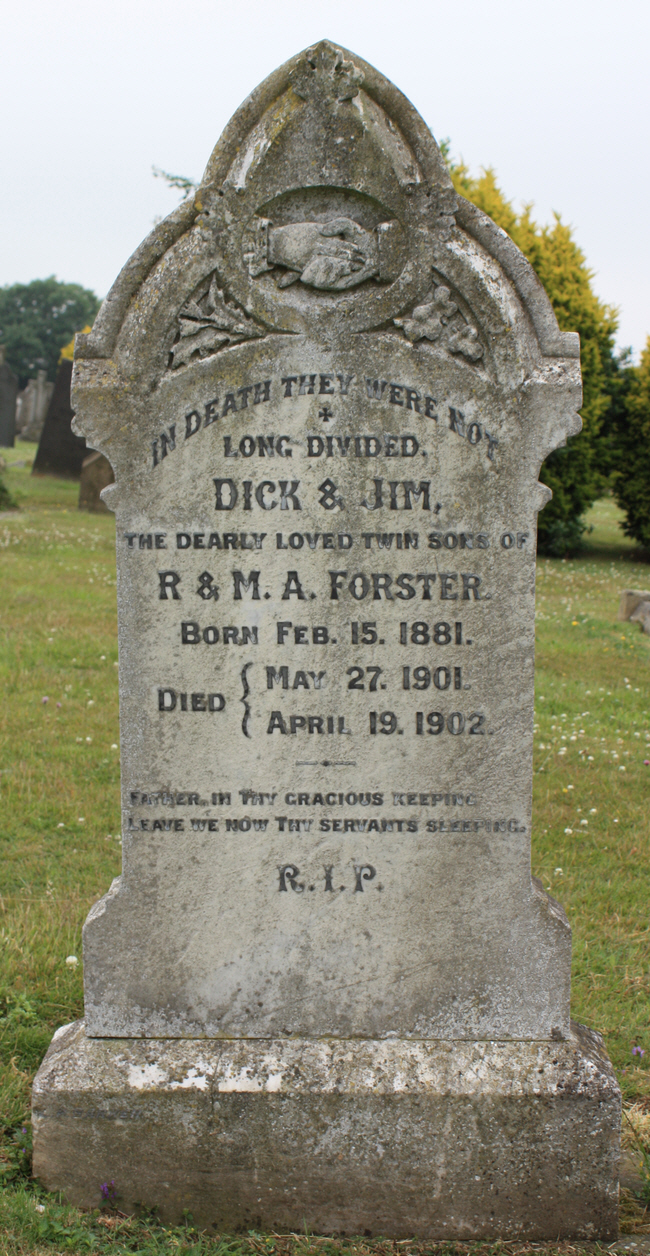 IN DEATH THEY WERE NOT
LONG DIVIDED.
DICK & JIM,
THE DEARLY LOVED TWIN SONS OF
R & M. A. FORSTER.
BORN FEB. 15. 1881.
DIED { MAY 27. 1901.
APRIL 19. 1902.
FATHER, IN THY GRACIOUS KEEPING
LEAVE WE NOW THY SERVANTS SLEEPING.
R.I.P.